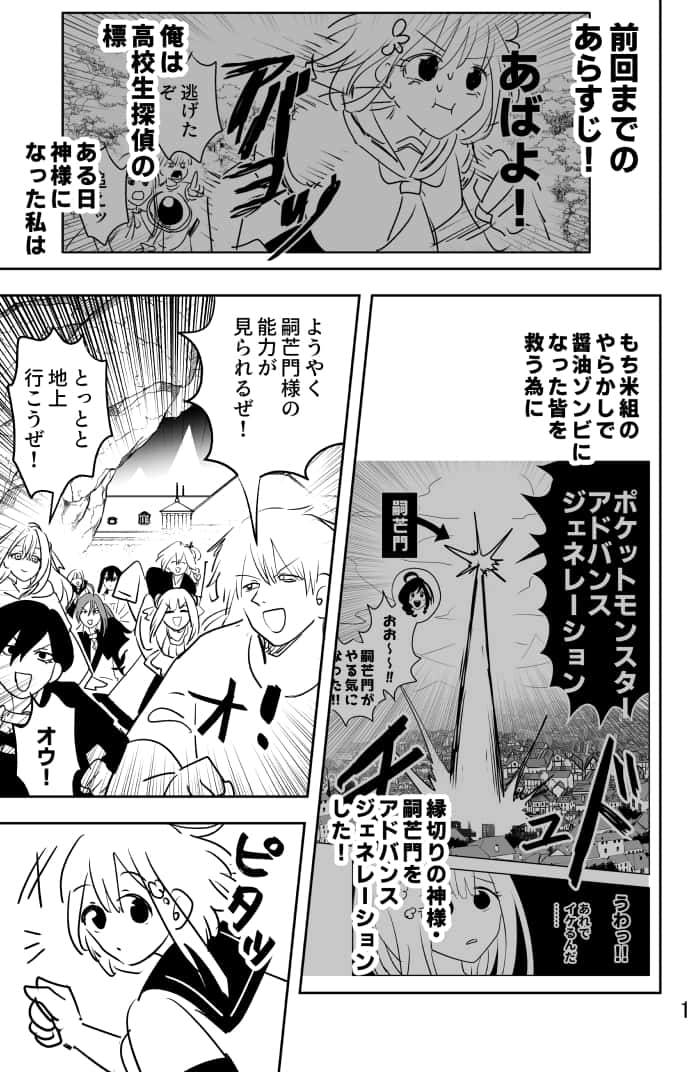 前回までの
あらすじ！
あばよ！
逃げた
ぞ
俺は
高校生探偵の
標
ある日
神様に
なった私は
もち米組の
やらかしで
醤油ゾンビに
なった皆を
救う為に
ポケットモンスター
アドバンス
ジェネレーション
嗣芒門
おお～～!!
嗣芒門が
やる気に
なった!!
ドュッ
縁切りの神様・
嗣芒門を
アドバンス
ジェネレーション
した！
うわっ!!
あれで
イケるんだ
……
ようやく
嗣芒門様の
能力が
見られるぜ！
とっとと
地上
行こうぜ！
オ！
オウ！
ピタッ
1